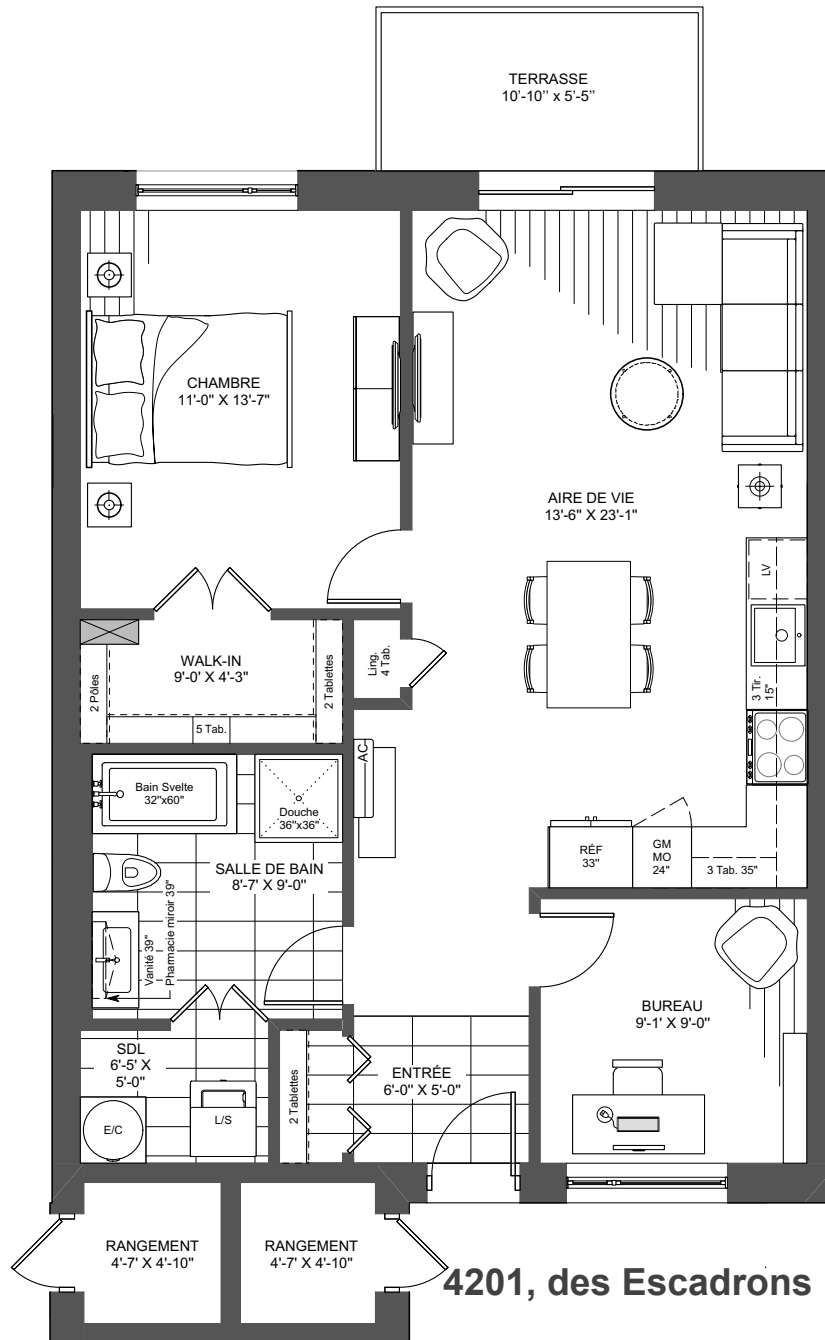 TERRASSE
10'-10'' x 5'-5''
CHAMBRE
11'-0" X 13'-7"
AIRE DE VIE
13'-6" X 23'-1"
LV
WALK-IN
9'-0' X 4'-3"
2 Pôles
2 Tablettes
5 Tab.
Ling.
4 Tab.
3 Tir.
15"
AC
Bain Svelte
32"x60"
Douche
36"x36"
RÉF
33"
GM
MO
24"
3 Tab. 35"
SALLE DE BAIN
8'-7' X 9'-0"
Vanité 39"
Pharmacie miroir 39"
BUREAU
9'-1' X 9'-0"
SDL
6'-5' X
5'-0"
E/C
L/S
2 Tablettes
ENTRÉE
6'-0" X 5'-0"
RANGEMENT
4'-7' X 4'-10"
RANGEMENT
4'-7' X 4'-10"
4201, des Escadrons